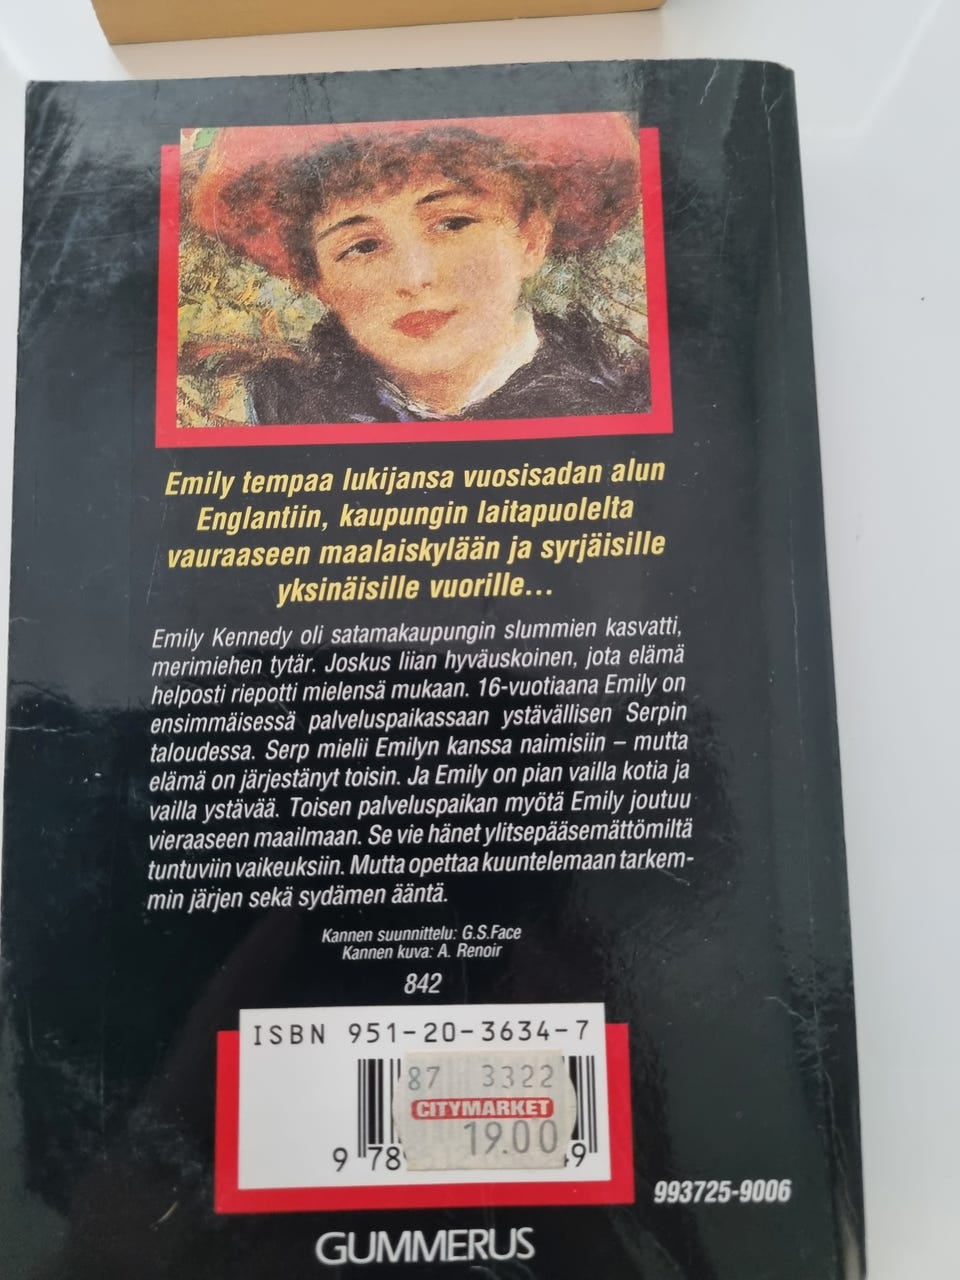 Emily tempaa lukijansa vuosisadan alun
Englantiin, kaupungin laitapuolelta
vauraaseen maalaiskylään ja syrjäisille
yksinäisille vuorille...
Emily Kennedy oli satamakaupungin slummien kasvatti,
merimiehen tytär. Joskus liian hyväuskoinen, jota elämä
helposti riepotti mielensä mukaan. 16-vuotiaana Emily on
ensimmäisessä palveluspaikassaan ystävällisen Serpin
taloudessa. Serp mielii Emilyn kanssa naimisiin – mutta
elämä on järjestänyt toisin. Ja Emily on pian vailla kotia ja
vailla ystävää. Toisen palveluspaikan myötä Emily joutuu
vieraaseen maailmaan. Se vie hänet ylitsepääsemättömiltä
tuntuviin vaikeuksiin. Mutta opettaa kuuntelemaan tarkem-
min järjen sekä sydämen ääntä.
Kannen suunnittelu: G.S.Face
Kannen kuva: A. Renoir
842
ISBN 951-20-3634-7
87 3322
CITYMARKET
19.00
9 78 49
993725-9006
GUMMERUS